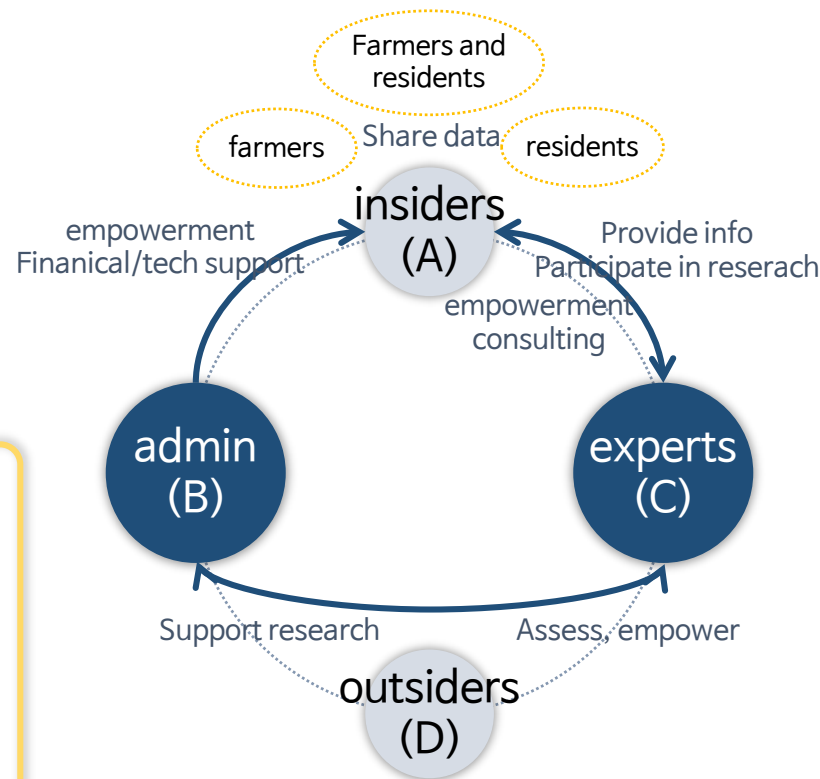 Farmers and
residents
farmers
Share data
residents
insiders
(A)
empowerment
Finanical/tech support
Provide info
Participate in reserach
empowerment
consulting
admin
(B)
experts
(C)
Support research
Assess, empower
outsiders
(D)